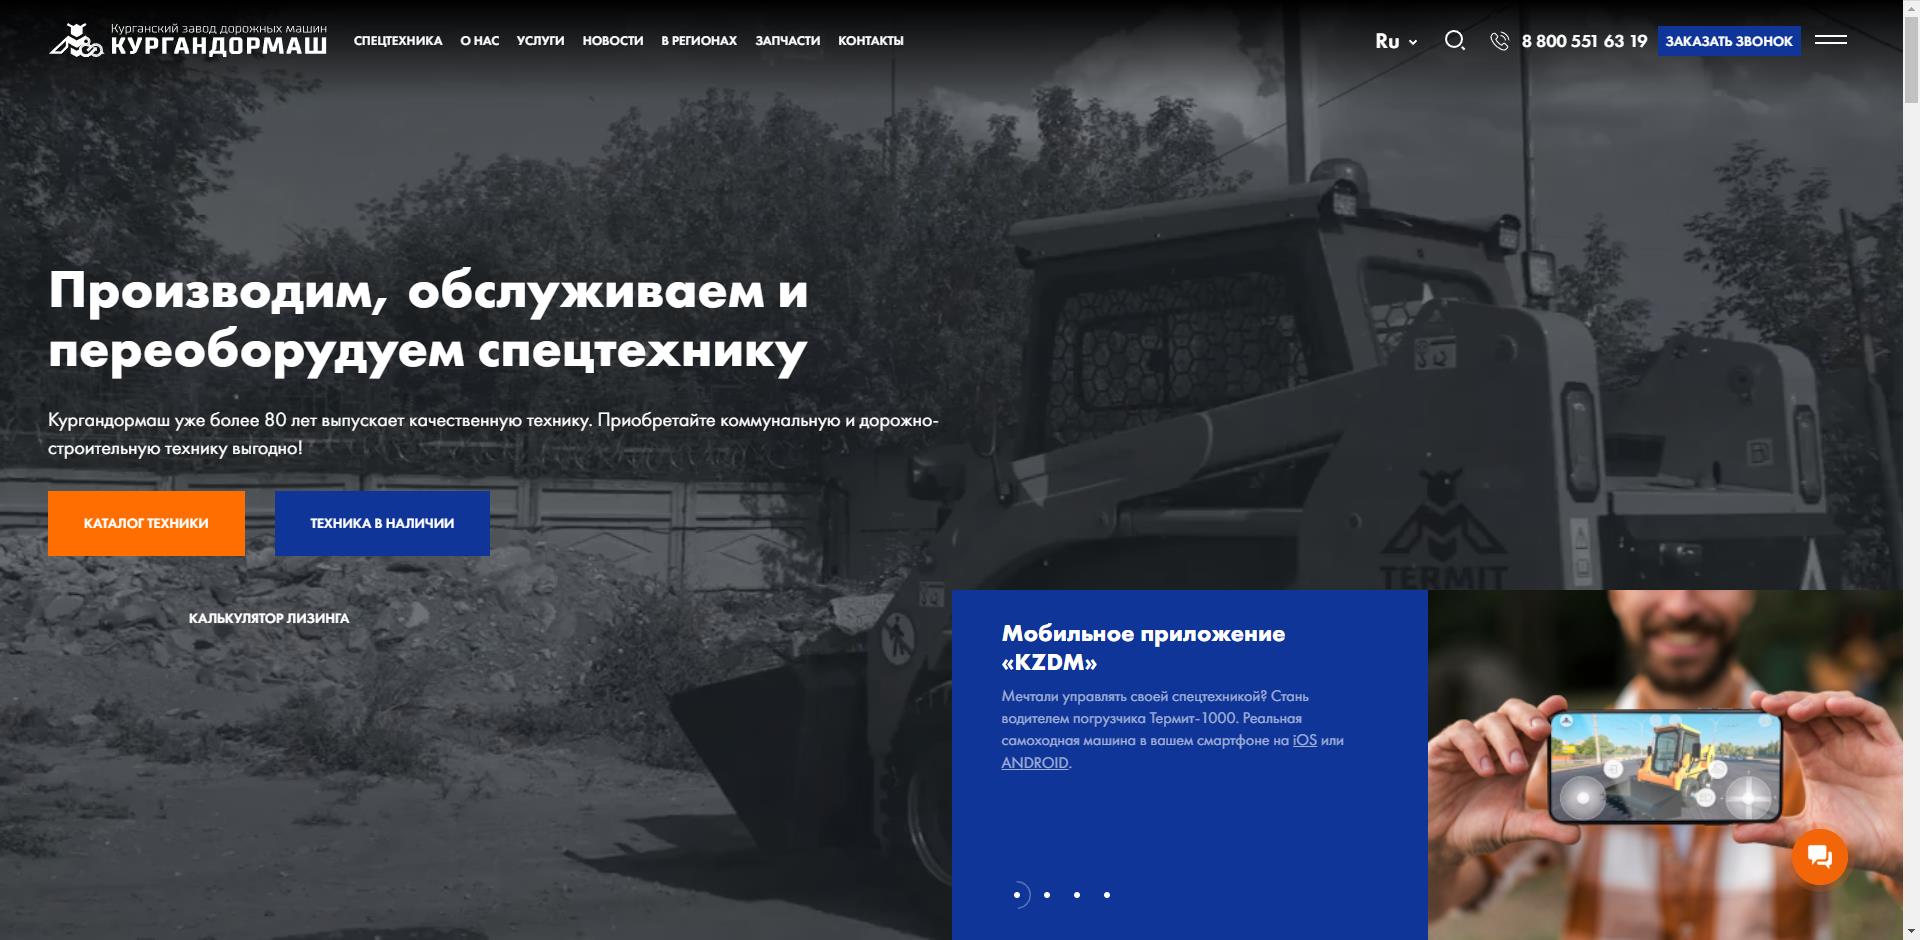 Курганский завод дорожных машин
КУРГАНДОРМАШ
СПЕЦТЕХНИКА О НАС УСЛУГИ НОВОСТИ В РЕГИОНАХ ЗАПЧАСТИ КОНТАКТЫ
Ru
8 800 551 63 19
ЗАКАЗАТЬ ЗВОНОК
Производим, обслуживаем и
переоборудуем спецтехнику
Кургандормаш уже более 80 лет выпускает качественную технику. Приобретайте коммунальную и дорожно-
строительную технику выгодно!
КАТАЛОГ ТЕХНИКИ
ТЕХНИКА В НАЛИЧИИ
КАЛЬКУЛЯТОР ЛИЗИНГА
TERMIT
Мобильное приложение
«KZDM»
Мечтали управлять своей спецтехникой? Стань
водителем погрузчика Термит-1000. Реальная
самоходная машина в вашем смартфоне на iOS или
ANDROID.